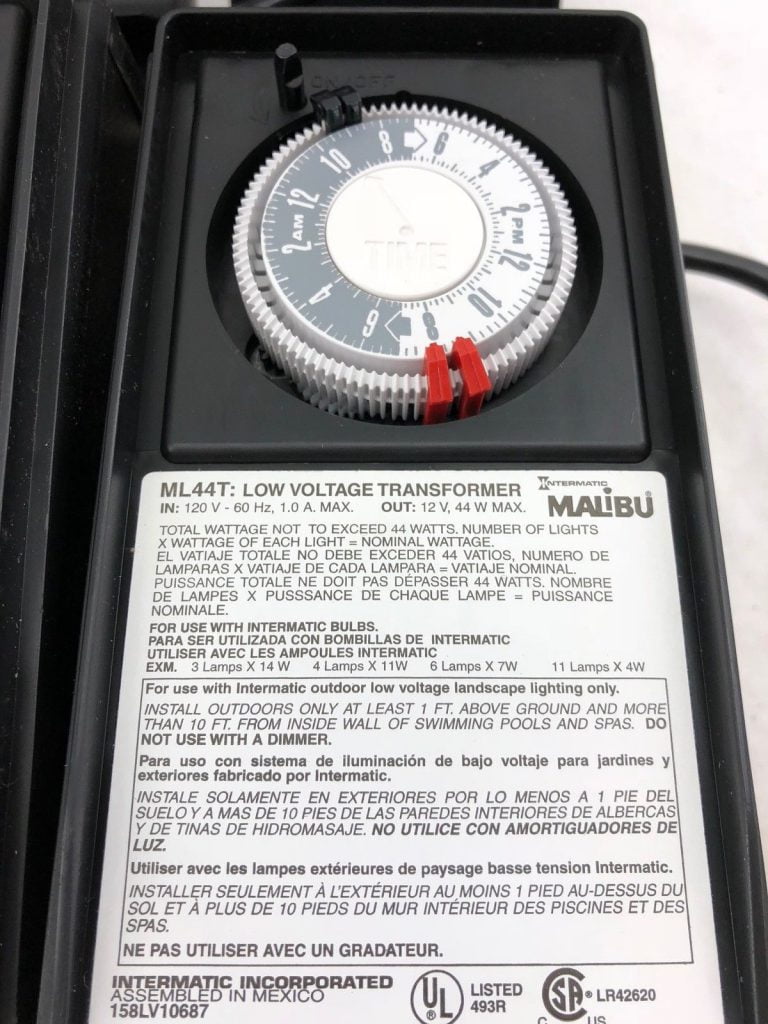 ON/OFF
8 6 4 2 PM 12 10 8 6 4 2 AM 12 10
TIME
ML44T: LOW VOLTAGE TRANSFORMER
IN: 120 V - 60 Hz, 1.0 A. MAX. OUT: 12 V, 44 W MAX.
INTERMATIC
MALIBU®
TOTAL WATTAGE NOT TO EXCEED 44 WATTS. NUMBER OF LIGHTS
X WATTAGE OF EACH LIGHT = NOMINAL WATTAGE.
EL VATIAJE TOTALE NO DEBE EXCEDER 44 VATIOS, NUMERO DE
LAMPARAS X VATIAJE DE CADA LAMPARA = VATIAJE NOMINAL.
PUISSANCE TOTALE NE DOIT PAS DÉPASSER 44 WATTS. NOMBRE
DE LAMPES X PUSSSANCE DE CHAQUE LAMPE = PUISSANCE
NOMINALE.
FOR USE WITH INTERMATIC BULBS.
PARA SER UTILIZADA CON BOMBILLAS DE INTERMATIC
UTILISER AVEC LES AMPOULES INTERMATIC
EXM. 3 Lamps X 14 W 4 Lamps X 11W 6 Lamps X 7W 11 Lamps X 4W
For use with Intermatic outdoor low voltage landscape lighting only.
INSTALL OUTDOORS ONLY AT LEAST 1 FT. ABOVE GROUND AND MORE
THAN 10 FT. FROM INSIDE WALL OF SWIMMING POOLS AND SPAS. DO
NOT USE WITH A DIMMER.
Para uso con sistema de iluminación de bajo voltaje para jardines y
exteriores fabricado por Intermatic.
INSTALE SOLAMENTE EN EXTERIORES POR LO MENOS A 1 PIE DEL
SUELO Y A MAS DE 10 PIES DE LAS PAREDES INTERIORES DE ALBERCAS
Y DE TINAS DE HIDROMASAJE. NO UTILICE CON AMORTIGUADORES DE
LUZ.
Utiliser avec les lampes extérieures de paysage basse tension Intermatic.
INSTALLER SEULEMENT À L'EXTÉRIEUR AU MOINS 1 PIED AU-DESSUS DU
SOL ET À PLUS DE 10 PIEDS DU MUR INTÉRIEUR DES PISCINES ET DES
SPAS.
NE PAS UTILISER AVEC UN GRADATEUR.
INTERMATIC INCORPORATED
ASSEMBLED IN MEXICO
158LV10687
UL
LISTED
493R
C SA ® US
LR42620